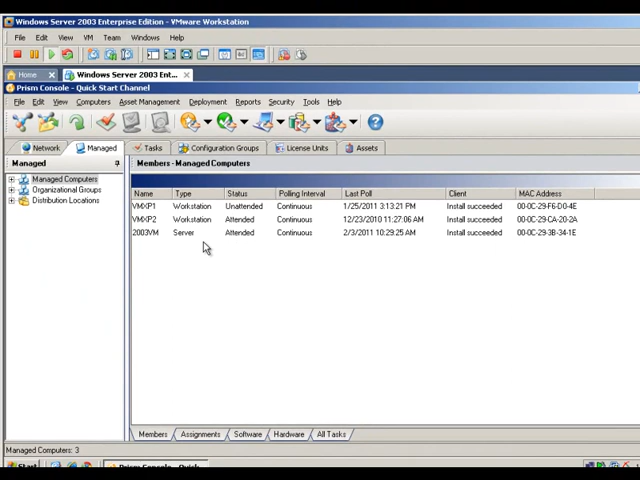 Windows Server 2003 Enterprise Edition - VMware Workstation
File Edit View VM Team Windows Help
Home Windows Server 2003 Ent...
Prism Console - Quick Start Channel
File Edit View Computers Asset Management Deployment Reports Security Tools Help
Network Managed Tasks Configuration Groups License Units Assets
Managed Members - Managed Computers
Managed Computers
Organizational Groups
Distribution Locations
Name Type Status Polling Interval Last Poll Client MAC Address
VMXP1 Workstation Unattended Continuous 1/25/2011 3:13:21 PM Install succeeded 00-0C-29-F6-D0-4E
VMXP2 Workstation Attended Continuous 12/23/2010 11:27:06 AM Install succeeded 00-0C-29-CA-20-2A
2003VM Server Attended Continuous 2/3/2011 10:29:25 AM Install succeeded 00-0C-29-3B-34-1E
Members Assignments Software Hardware All Tasks
Managed Computers: 3
Start Prism Console - Quick